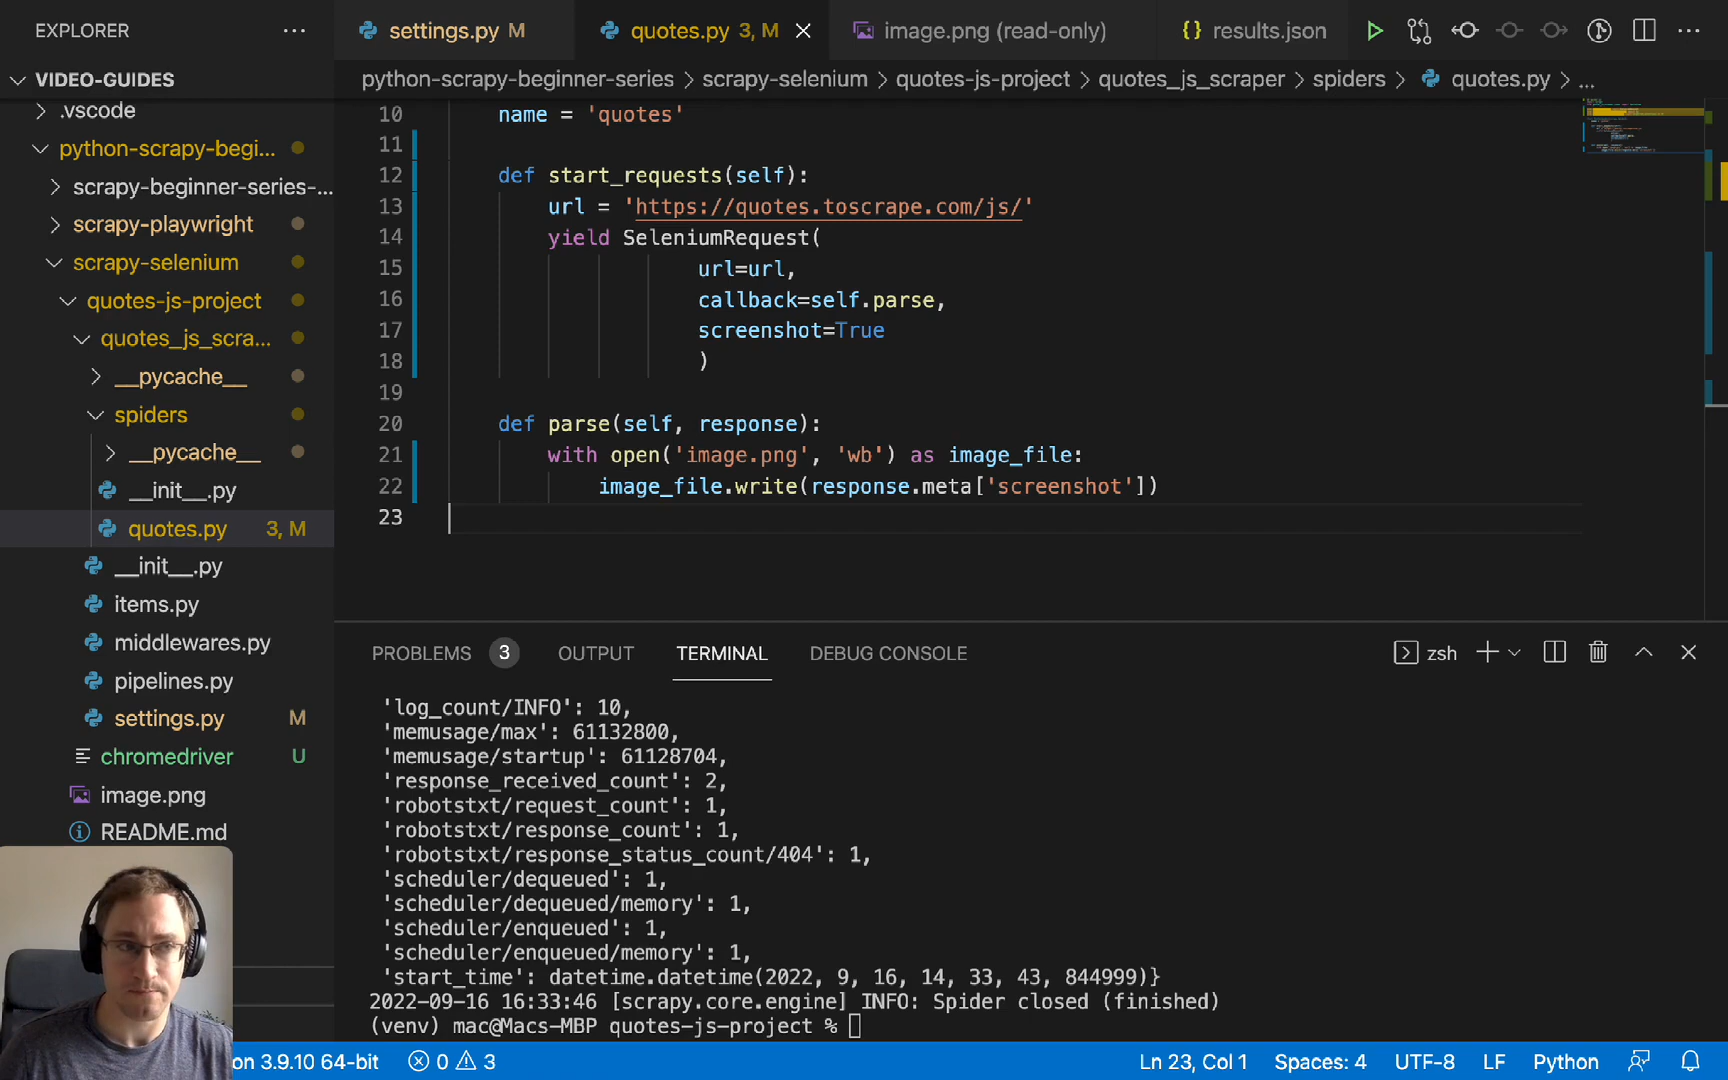 EXPLORER
VIDEO-GUIDES
.vscode
python-scrapy-begi...
scrapy-beginner-series-...
scrapy-playwright
scrapy-selenium
quotes-js-project
quotes_js_scra...
__pycache__
spiders
__pycache__
__init__.py
quotes.py 3, M
__init__.py
items.py
middlewares.py
pipelines.py
settings.py M
chromedriver U
image.png
README.md
settings.py M
quotes.py 3, M
image.png (read-only)
results.json
python-scrapy-beginner-series > scrapy-selenium > quotes-js-project > quotes_js_scraper > spiders > quotes.py > ...
10 name = 'quotes'
11
12 def start_requests(self):
13 url = 'https://quotes.toscrape.com/js/'
14 yield SeleniumRequest(
15 url=url,
16 callback=self.parse,
17 screenshot=True
18 )
19
20 def parse(self, response):
21 with open('image.png', 'wb') as image_file:
22 image_file.write(response.meta['screenshot'])
23
PROBLEMS 3 OUTPUT TERMINAL DEBUG CONSOLE
zsh
'log_count/INFO': 10,
'memusage/max': 61132800,
'memusage/startup': 61128704,
'response_received_count': 2,
'robotstxt/request_count': 1,
'robotstxt/response_count': 1,
'robotstxt/response_status_count/404': 1,
'scheduler/dequeued': 1,
'scheduler/dequeued/memory': 1,
'scheduler/enqueued': 1,
'scheduler/enqueued/memory': 1,
'start_time': datetime.datetime(2022, 9, 16, 14, 33, 43, 844999)}
2022-09-16 16:33:46 [scrapy.core.engine] INFO: Spider closed (finished)
(venv) mac@Macs-MBP quotes-js-project %
on 3.9.10 64-bit 0 3
Ln 23, Col 1 Spaces: 4 UTF-8 LF Python